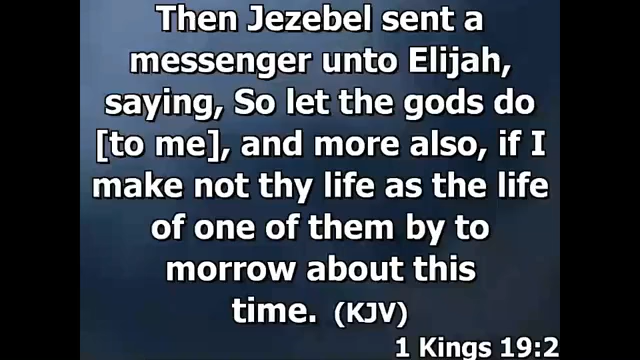 Then Jezebel sent a
messenger unto Elijah,
saying, So let the gods do
[to me], and more also, if I
make not thy life as the life
of one of them by to
morrow about this
time. (KJV)
1 Kings 19:2